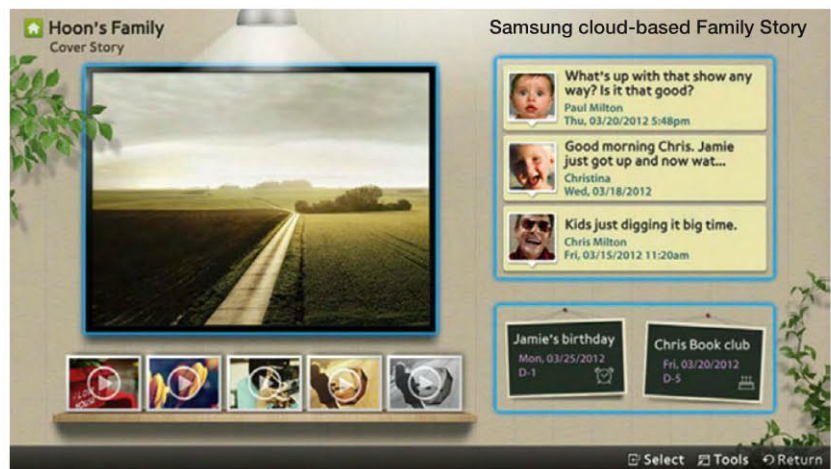 Hoon's Family
Cover Story
Samsung cloud-based Family Story
What's up with that show any
way? Is it that good?
Paul Milton
Thu, 03/20/2012 5:48pm
Good morning Chris. Jamie
just got up and now wat...
Christina
Wed, 03/18/2012
Kids just digging it big time.
Chris Milton
Fri, 03/15/2012 11:20am
Jamie's birthday
Mon, 03/25/2012
D-1
Chris Book club
Fri, 03/20/2012
D-5
Select Tools Return